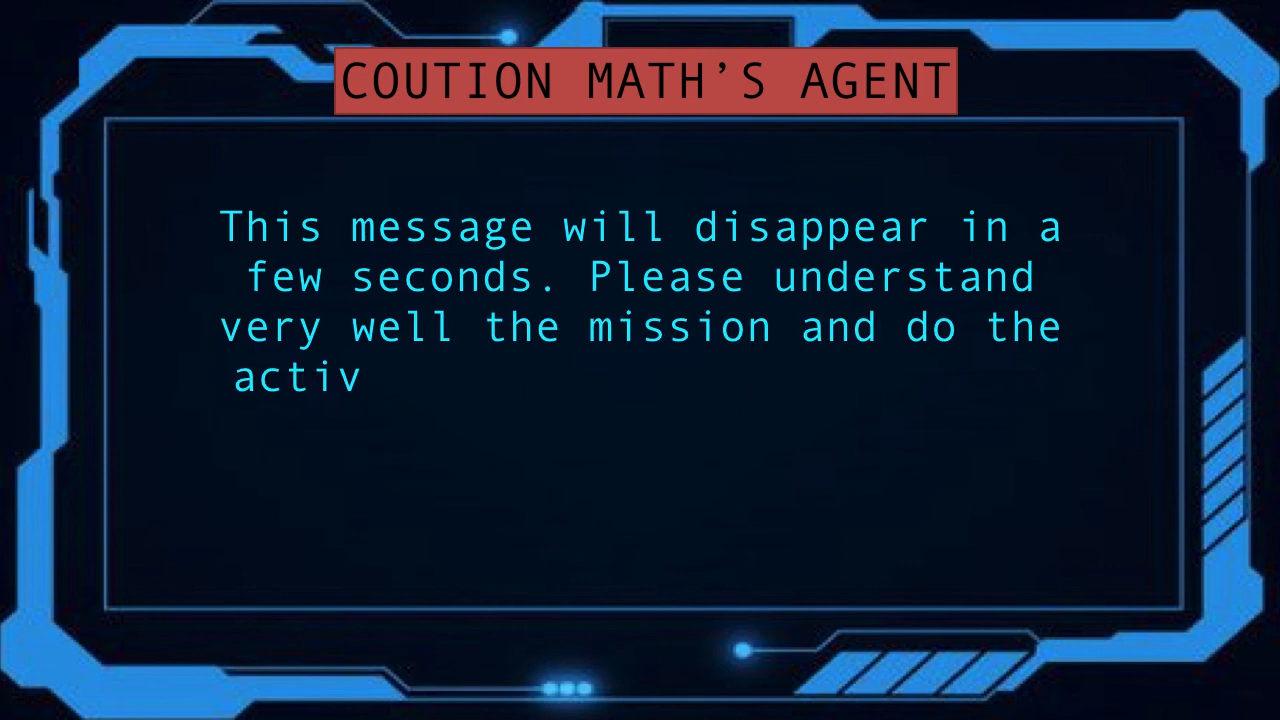 COUTION MATH’S AGENT
This message will disappear in a
few seconds. Please understand
very well the mission and do the
activ